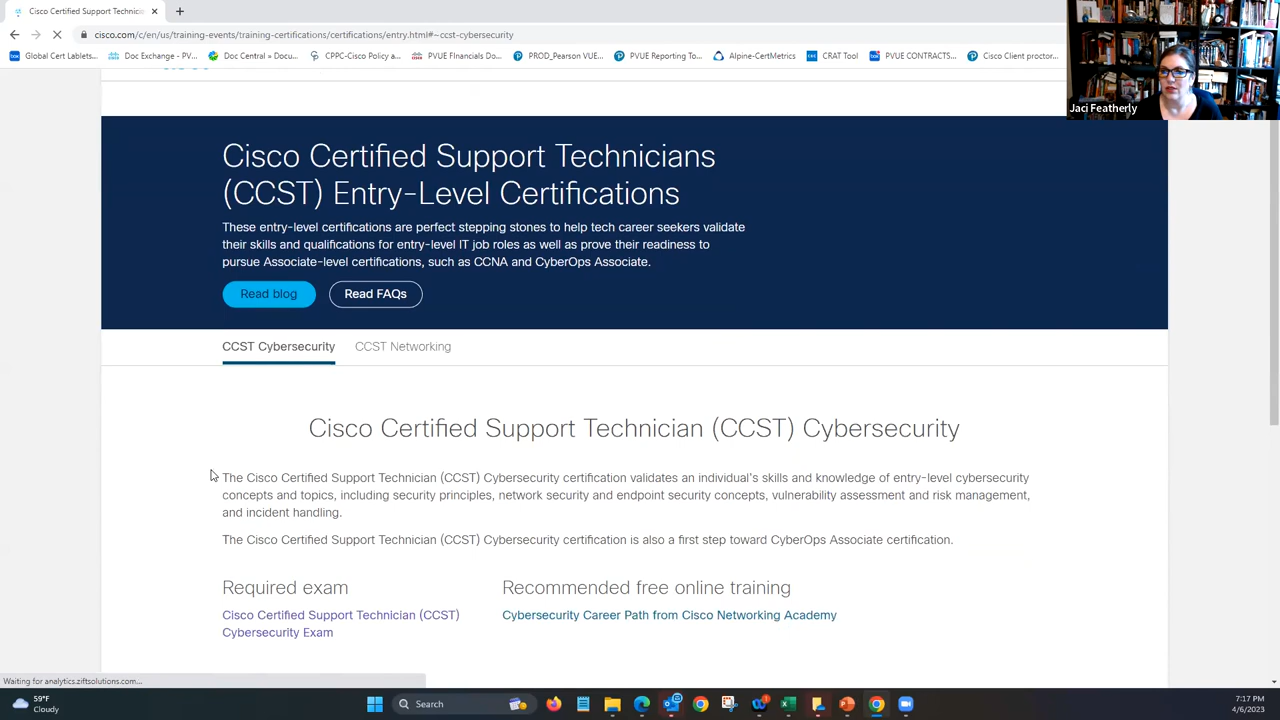 Cisco Certified Support Technicia
cisco.com/c/en/us/training-events/training-certifications/certifications/entry.html#~ccst-cybersecurity
Global Cert Lablets... Doc Exchange - PV... Doc Central » Docu... CPPC-Cisco Policy a... PVUE Financials Do... PROD_Pearson VUE... PVUE Reporting To... Alpine-CertMetrics CRAT Tool PVUE CONTRACTS... Cisco Client proctor...
Jaci Featherly
Cisco Certified Support Technicians
(CCST) Entry-Level Certifications
These entry-level certifications are perfect stepping stones to help tech career seekers validate
their skills and qualifications for entry-level IT job roles as well as prove their readiness to
pursue Associate-level certifications, such as CCNA and CyberOps Associate.
Read blog Read FAQs
CCST Cybersecurity CCST Networking
Cisco Certified Support Technician (CCST) Cybersecurity
The Cisco Certified Support Technician (CCST) Cybersecurity certification validates an individual's skills and knowledge of entry-level cybersecurity
concepts and topics, including security principles, network security and endpoint security concepts, vulnerability assessment and risk management,
and incident handling.
The Cisco Certified Support Technician (CCST) Cybersecurity certification is also a first step toward CyberOps Associate certification.
Required exam Recommended free online training
Cisco Certified Support Technician (CCST) Cybersecurity Career Path from Cisco Networking Academy
Cybersecurity Exam
Waiting for analytics.ziftsolutions.com...
59°F
Cloudy
Search
7:17 PM
4/6/2023